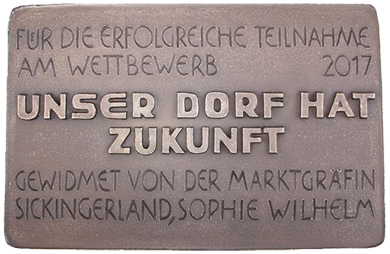 FÜR DIE ERFOLGREICHE TEILNAHME
AM WETTBEWERB 2017
UNSER DORF HAT
ZUKUNFT
GEWIDMET VON DER MARKTGRÄFIN
SICKINGERLAND, SOPHIE WILHELM